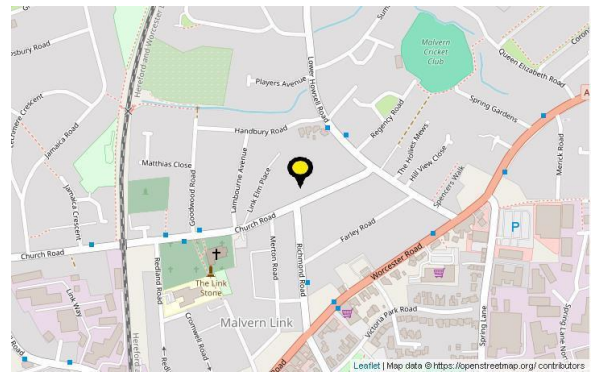 Lower Howsell Road
Malvern
Cricket
Club
Queen Elizabeth Road
Players Avenue
Hereford and Worcester
Regency Road
Spring Gardens
A
Handbury Road
Jamaica Road
Matthias Close
The Holleys Mews
Hill View Close
Merick Road
Spencers Walk
Goodwood Road
Lambourne Avenue
Link Elm Place
Jamaica Crescent
Church Road
Church Road
Farley Road
P
Redland Road
Merton Road
Richmond Road
Worcester Road
The Link
Stone
Link Way
Cromwell Road
Malvern Link
Victoria Park Road
Spring Lane
Hereford
Redl
Road
Leaflet | Map data © https://openstreetmap.org/ contributors